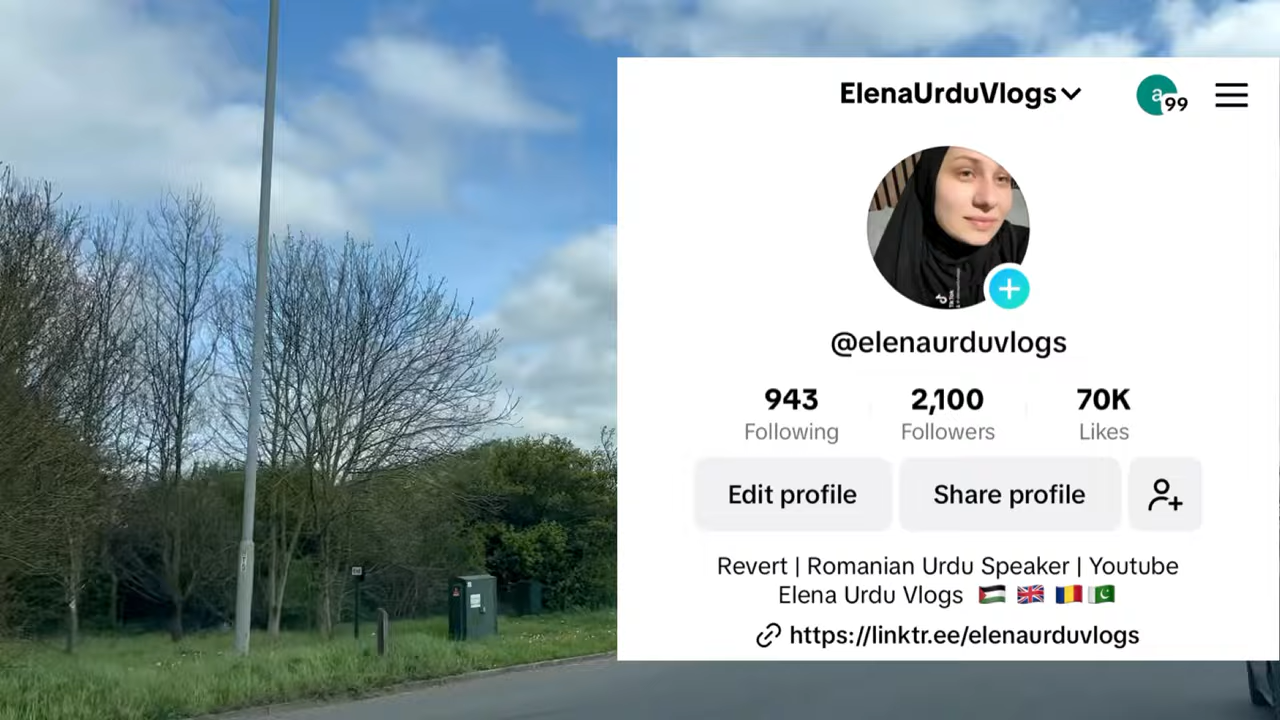 ElenaUrduVlogs
a
99
@elenaurduvlogs
943
2,100
70K
Following
Followers
Likes
Edit profile
Share profile
Revert | Romanian Urdu Speaker | Youtube
Elena Urdu Vlogs 🇵🇸 🇬🇧 🇷🇴🇵🇰
https://linktr.ee/elenaurduvlogs